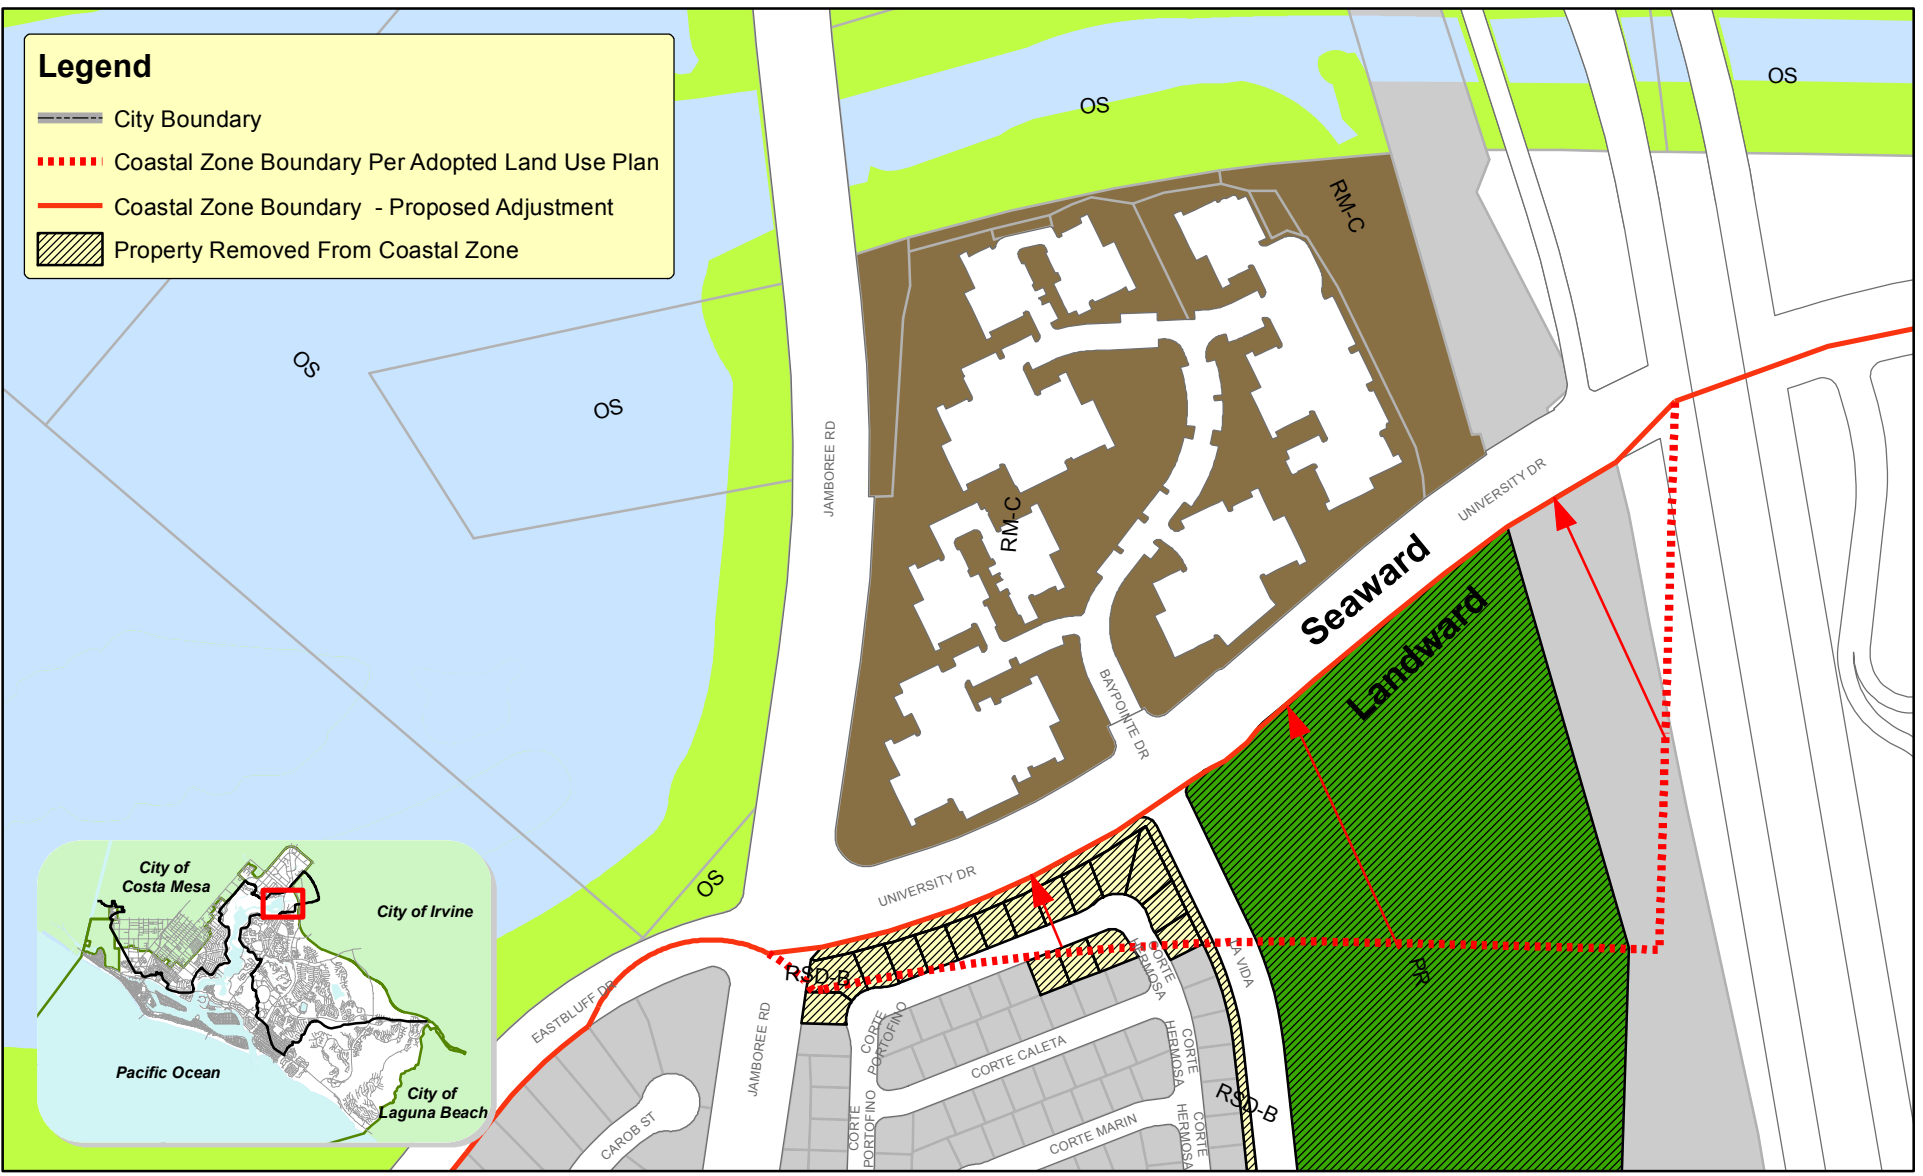 Legend
City Boundary
Coastal Zone Boundary Per Adopted Land Use Plan
Coastal Zone Boundary - Proposed Adjustment
Property Removed From Coastal Zone
OS
OS
OS
OS
OS
RM-C
RM-C
JAMBOREE RD
UNIVERSITY DR
Seaward
Landward
BAYPOINTE DR
UNIVERSITY DR
EASTBLUFF DR
JAMBOREE RD
RSD-B
CORTE
PORTOFINO
CORTE
HERMOSA
LA VIDA
PR
CORTE CALETA
CORTE
HERMOSA
CORTE
PORTOFINO
CORTE MARIN
CORTE
HERMOSA
RSD-B
CAROB ST
City of
Costa Mesa
City of Irvine
Pacific Ocean
City of
Laguna Beach